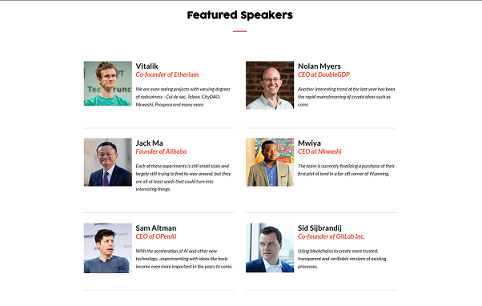 Featured Speakers
Vitalik
Co-founder of Etherium
We are even seeing projects with varying degrees
of radicalness - Cul de sac, Telosa, CityDAO,
Nkwashi, Prospera and many more
Nolan Myers
CEO at DoubleGDP
Another interesting trend of the last year has been
the rapid mainstreaming of crypto ideas such as
coins
Jack Ma
Founder of Alibaba
Each of these experiments is still small-scale and
largely still trying to find its way around, but they
are all at least seeds that could turn into
interesting things.
Mwiya
CEO at Nkwashi
The team is currently finalizing a purchase of their
first plot of land in a far-off corner of Wyoming.
Sam Altman
CEO of OPenAI
With the acceleration of AI and other new
technology...experimenting with ideas like basic
income even more important in the years to come.
Sid Sijbrandij
Co-founder of GitLab Inc.
Using blockchains to create more trusted,
transparent and verifiable versions of existing
processes.